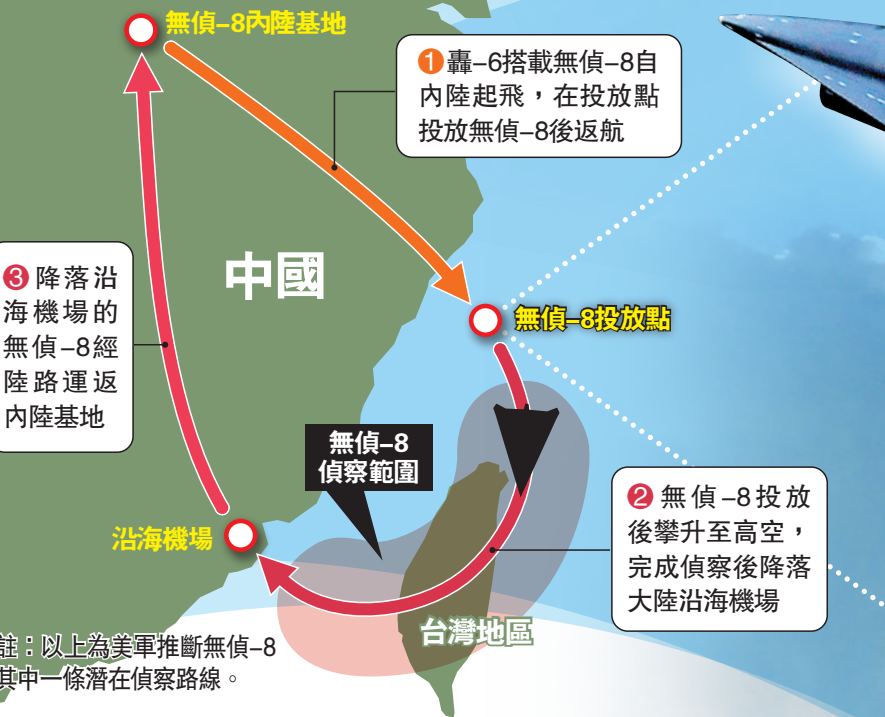 無偵–8內陸基地
❶轟–6搭載無偵–8自
內陸起飛，在投放點
投放無偵–8後返航
中國
❸降落沿
海機場的
無偵–8經
陸路運返
內陸基地
無偵–8投放點
無偵–8
偵察範圍
❷無偵–8投放
後攀升至高空，
完成偵察後降落
大陸沿海機場
沿海機場
台灣地區
註：以上為美軍推斷無偵–8
其中一條潛在偵察路線。